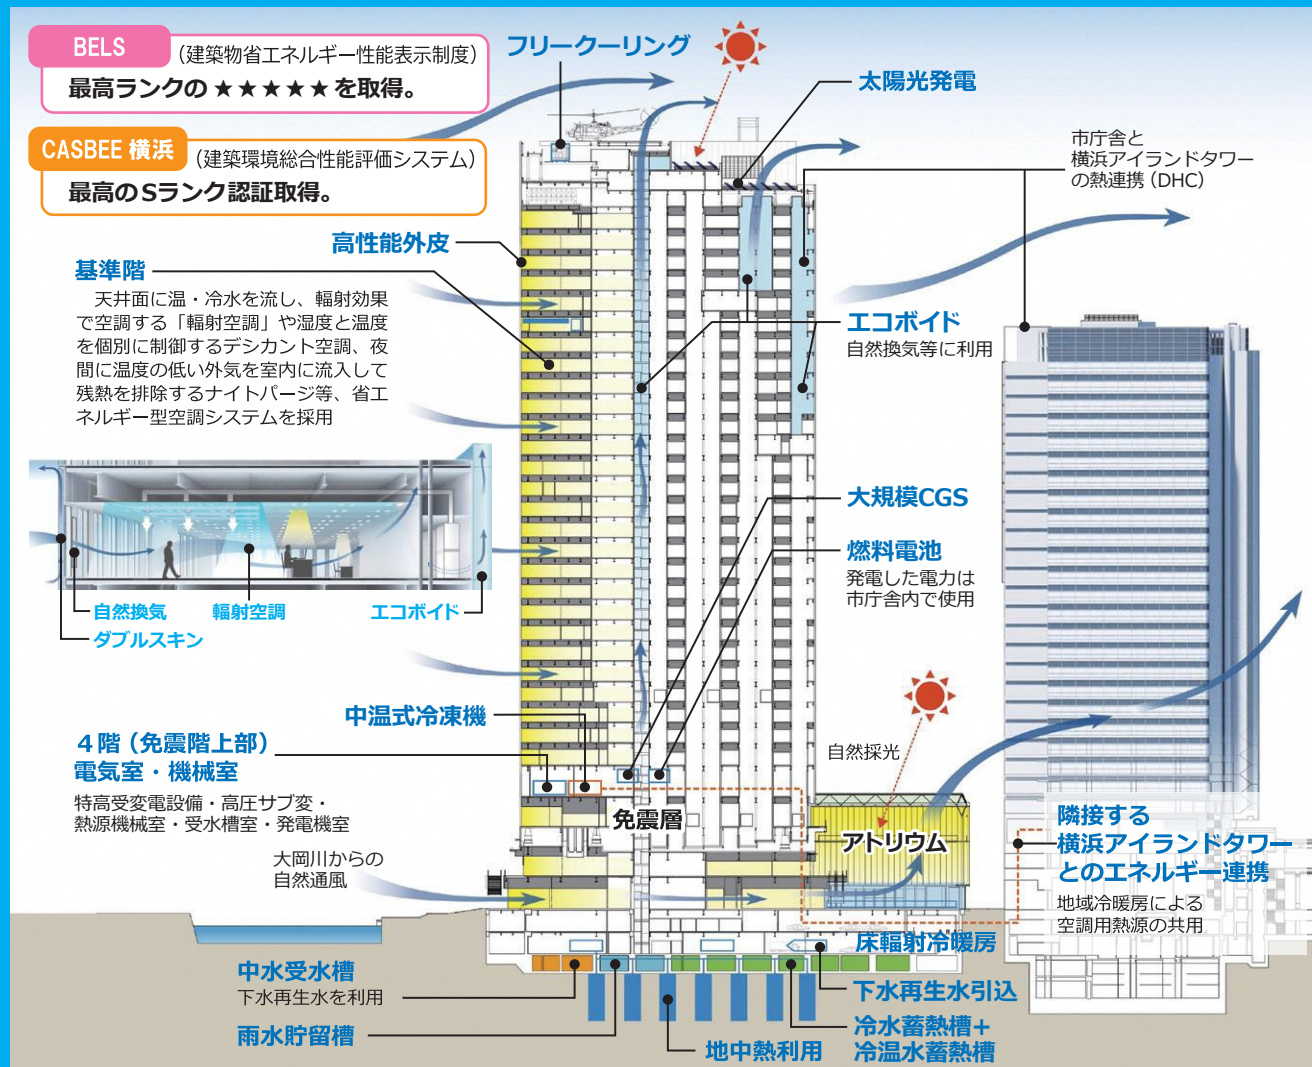 BELS
(建築物省エネルギー性能表示制度)
最高ランクの★★★★★を取得。
CASBEE 横浜
(建築環境総合性能評価システム)
最高のSランク認証取得。
フリークーリング
太陽光発電
市庁舎と
横浜アイランドタワー
の熱連携（DHC）
高性能外皮
基準階
天井面に温・冷水を流し、輻射効果
で空調する「輻射空調」や湿度と温度
を個別に制御するデシカント空調、夜
間に温度の低い外気を室内に流入して
残熱を排除するナイトパージ等、省エ
ネルギー型空調システムを採用
エコボイド
自然換気等に利用
大規模CGS
燃料電池
発電した電力は
市庁舎内で使用
自然換気
輻射空調
エコボイド
ダブルスキン
中温式冷凍機
4階（免震階上部）
電気室・機械室
特高受変電設備・高圧サブ変・
熱源機械室・受水槽室・発電機室
自然採光
免震層
アトリウム
隣接する
横浜アイランドタワー
とのエネルギー連携
地域冷暖房による
空調用熱源の共用
大岡川からの
自然通風
床輻射冷暖房
中水受水槽
下水再生水を利用
下水再生水引込
雨水貯留槽
地中熱利用
冷水蓄熱槽＋
冷温水蓄熱槽